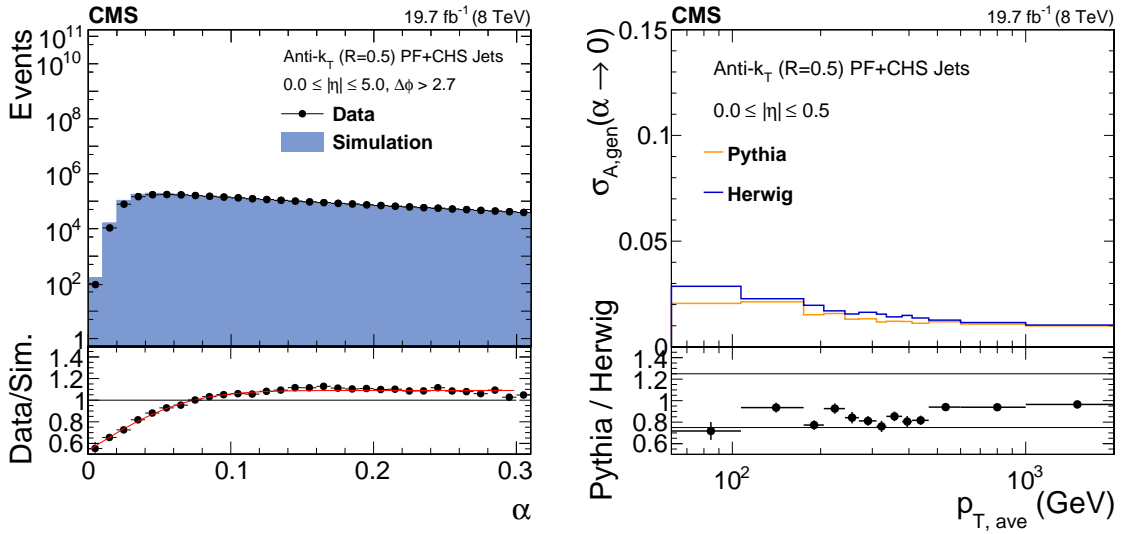 CMS 19.7 fb⁻¹ (8 TeV)
Events
10¹¹
10¹⁰
10⁸
10⁶
10⁴
10²
1
Anti-k_T (R=0.5) PF+CHS Jets
0.0 ≤ |η| ≤ 5.0, Δϕ > 2.7
Data
Simulation
Data/Sim.
1.4
1.2
1
0.8
0.6
0 0.1 0.2 0.3
α
CMS 19.7 fb⁻¹ (8 TeV)
σ_A,gen(α → 0)
0.15
0.1
0.05
0
Anti-k_T (R=0.5) PF+CHS Jets
0.0 ≤ |η| ≤ 0.5
Pythia
Herwig
Pythia / Herwig
1.4
1.2
1
0.8
0.6
10² 10³
p_T, ave (GeV)